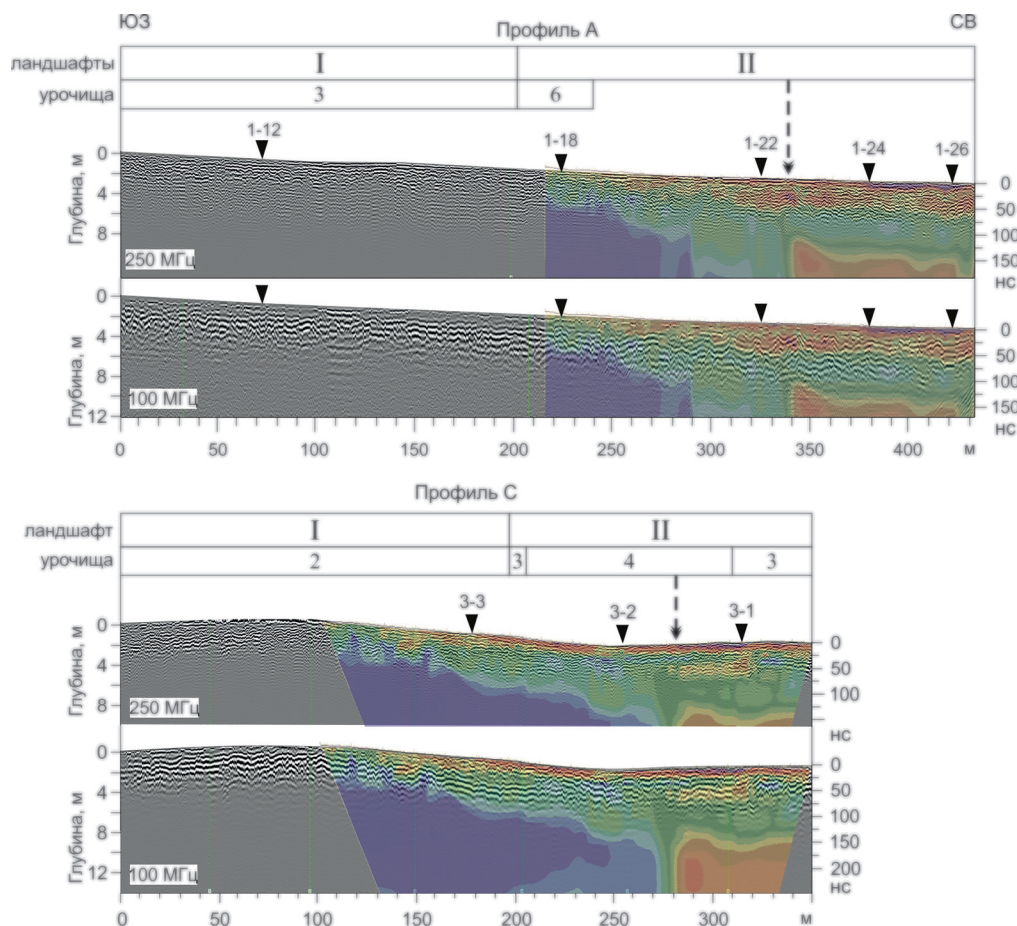 ЮЗ СВ
Профиль А
ландшафты I II
урочища 3 6
1-12 1-18 1-22 1-24 1-26
0 4 8
Глубина, м
250 МГц
0 50 100 150 нс
0 4 8 12
Глубина, м
100 МГц
0 50 100 150 нс
0 50 100 150 200 250 300 350 400 м
Профиль С
ландшафт I II
урочища 2 3 4 3
3-3 3-2 3-1
0 4 8
Глубина, м
250 МГц
0 50 100 нс
0 4 8 12
Глубина, м
100 МГц
0 50 100 150 200 нс
0 50 100 150 200 250 300 м